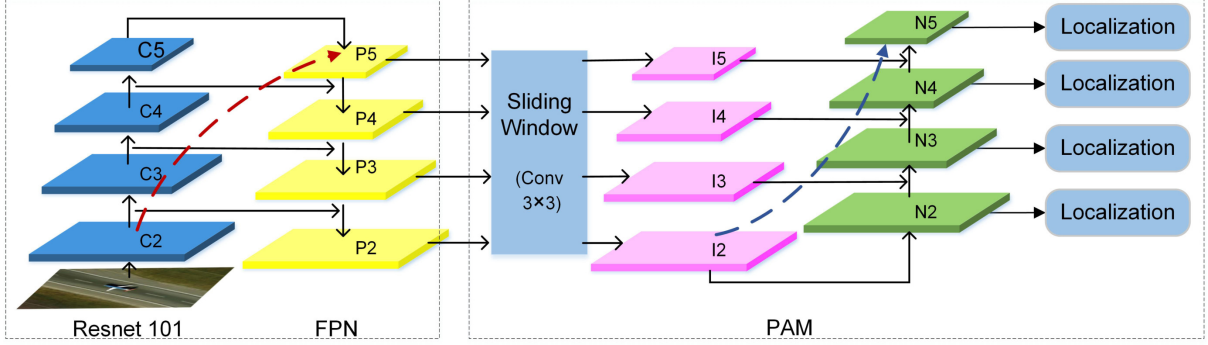 C5
C4
C3
C2
Resnet 101
P5
P4
P3
P2
FPN
Sliding
Window
(Conv
3×3)
I5
I4
I3
I2
N5
N4
N3
N2
PAM
Localization
Localization
Localization
Localization